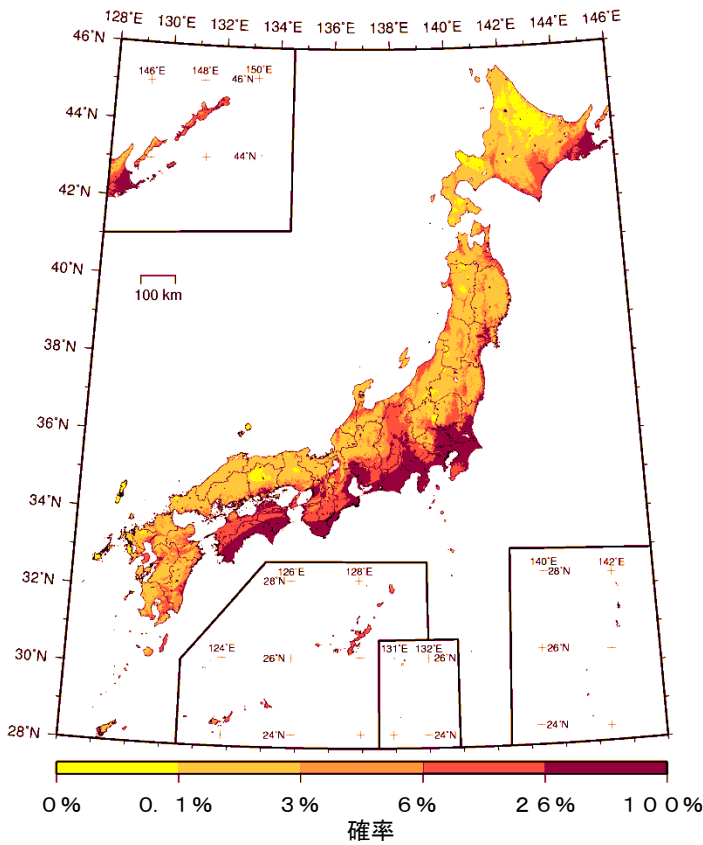 128°E 130°E 132°E 134°E 136°E 138°E 140°E 142°E 144°E 146°E
46°N
146°E 148°E 150°E
46°N
44°N
44°N
42°N
40°N
100 km
38°N
36°N
34°N
32°N
126°E 128°E
28°N
140°E 142°E
28°N
124°E
131°E 132°E
30°N
26°N
26°N
26°N
28°N
24°N
24°N
24°N
0% 0.1% 3% 6% 26% 100%
確率